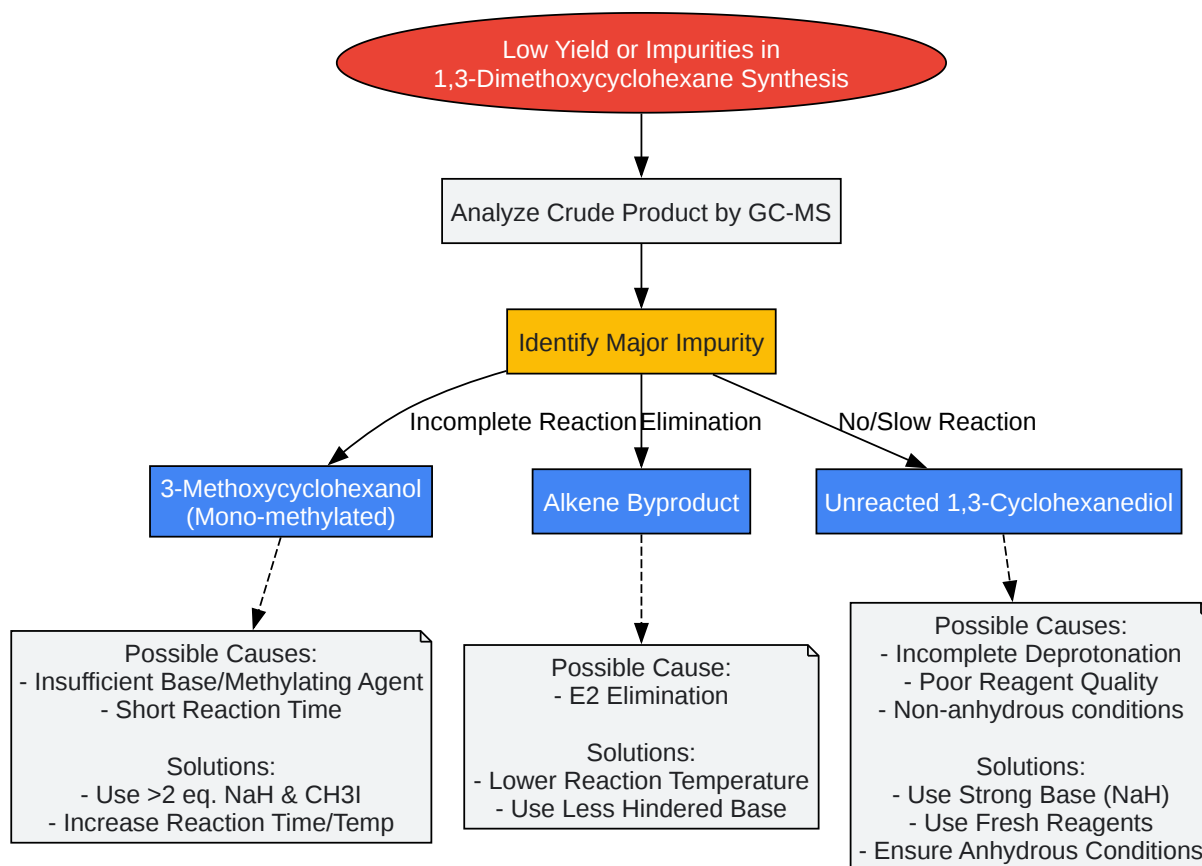 Low Yield or Impurities in
1,3-Dimethoxycyclohexane Synthesis
Analyze Crude Product by GC-MS
Identify Major Impurity
Incomplete Reaction
Elimination
No/Slow Reaction
3-Methoxycyclohexanol
(Mono-methylated)
Alkene Byproduct
Unreacted 1,3-Cyclohexanediol
Possible Causes:
- Insufficient Base/Methylating Agent
- Short Reaction Time
Solutions:
- Use >2 eq. NaH & CH3I
- Increase Reaction Time/Temp
Possible Cause:
- E2 Elimination
Solutions:
- Lower Reaction Temperature
- Use Less Hindered Base
Possible Causes:
- Incomplete Deprotonation
- Poor Reagent Quality
- Non-anhydrous conditions
Solutions:
- Use Strong Base (NaH)
- Use Fresh Reagents
- Ensure Anhydrous Conditions